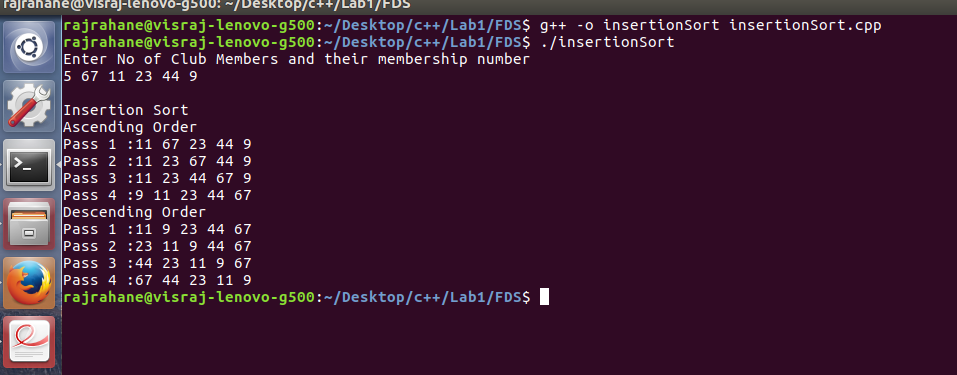 rajrahane@visraj-lenovo-g500: ~/Desktop/c++/Lab1/FDS
rajrahane@visraj-lenovo-g500:~/Desktop/c++/Lab1/FDS$ g++ -o insertionSort insertionSort.cpp
rajrahane@visraj-lenovo-g500:~/Desktop/c++/Lab1/FDS$ ./insertionSort
Enter No of Club Members and their membership number
5 67 11 23 44 9
Insertion Sort
Ascending Order
Pass 1 :11 67 23 44 9
Pass 2 :11 23 67 44 9
Pass 3 :11 23 44 67 9
Pass 4 :9 11 23 44 67
Descending Order
Pass 1 :11 9 23 44 67
Pass 2 :23 11 9 44 67
Pass 3 :44 23 11 9 67
Pass 4 :67 44 23 11 9
rajrahane@visraj-lenovo-g500:~/Desktop/c++/Lab1/FDS$